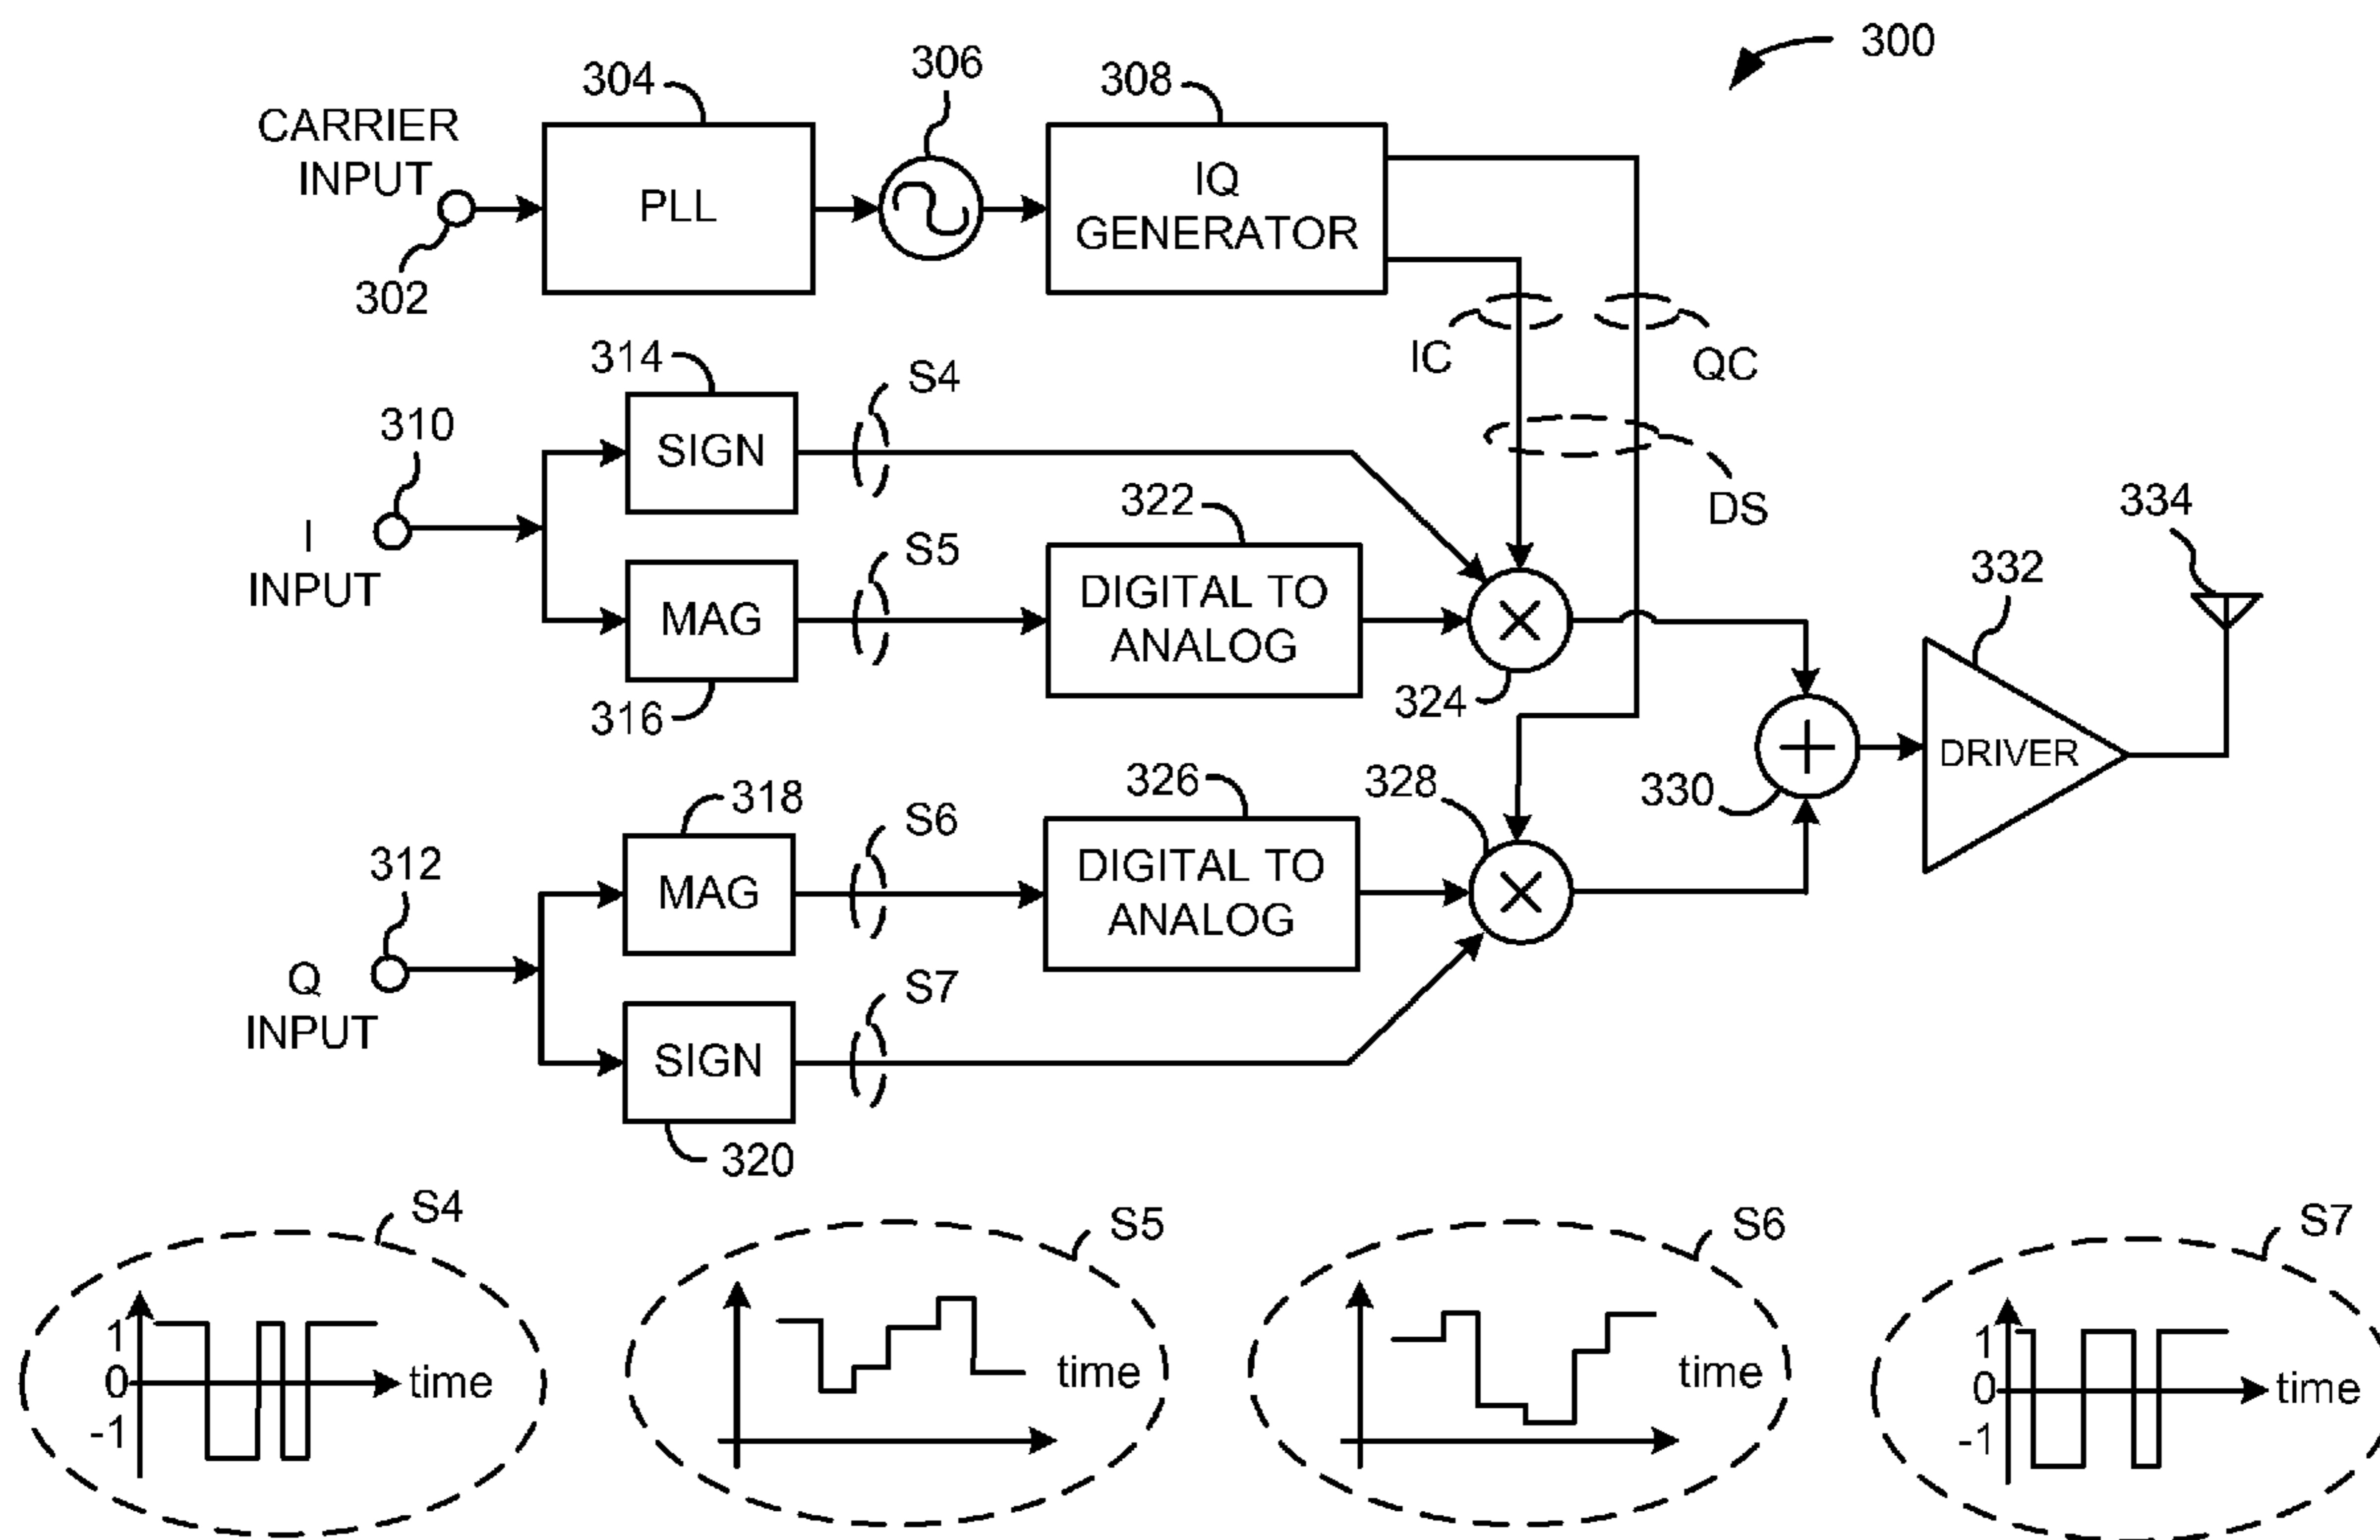 300
304
306
308
CARRIER
INPUT
PLL
IQ
GENERATOR
302
IC
QC
314
S4
310
SIGN
DS
I
INPUT
322
S5
MAG
DIGITAL TO
ANALOG
316
324
334
332
318
326
328
330
DRIVER
312
S6
MAG
DIGITAL TO
ANALOG
Q
INPUT
S7
SIGN
320
S4
1
0
-1
time
S5
time
S6
time
S7
1
0
-1
time